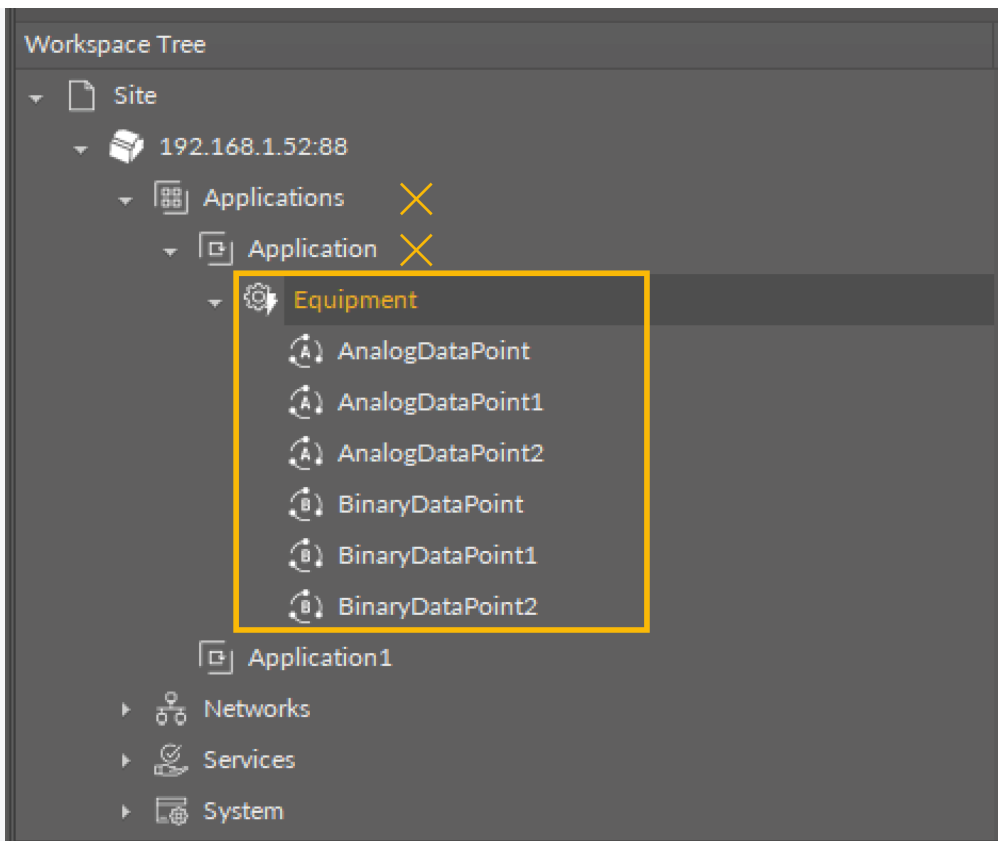 Workspace Tree
Site
192.168.1.52:88
Applications
Application
Equipment
AnalogDataPoint
AnalogDataPoint1
AnalogDataPoint2
BinaryDataPoint
BinaryDataPoint1
BinaryDataPoint2
Application1
Networks
Services
System